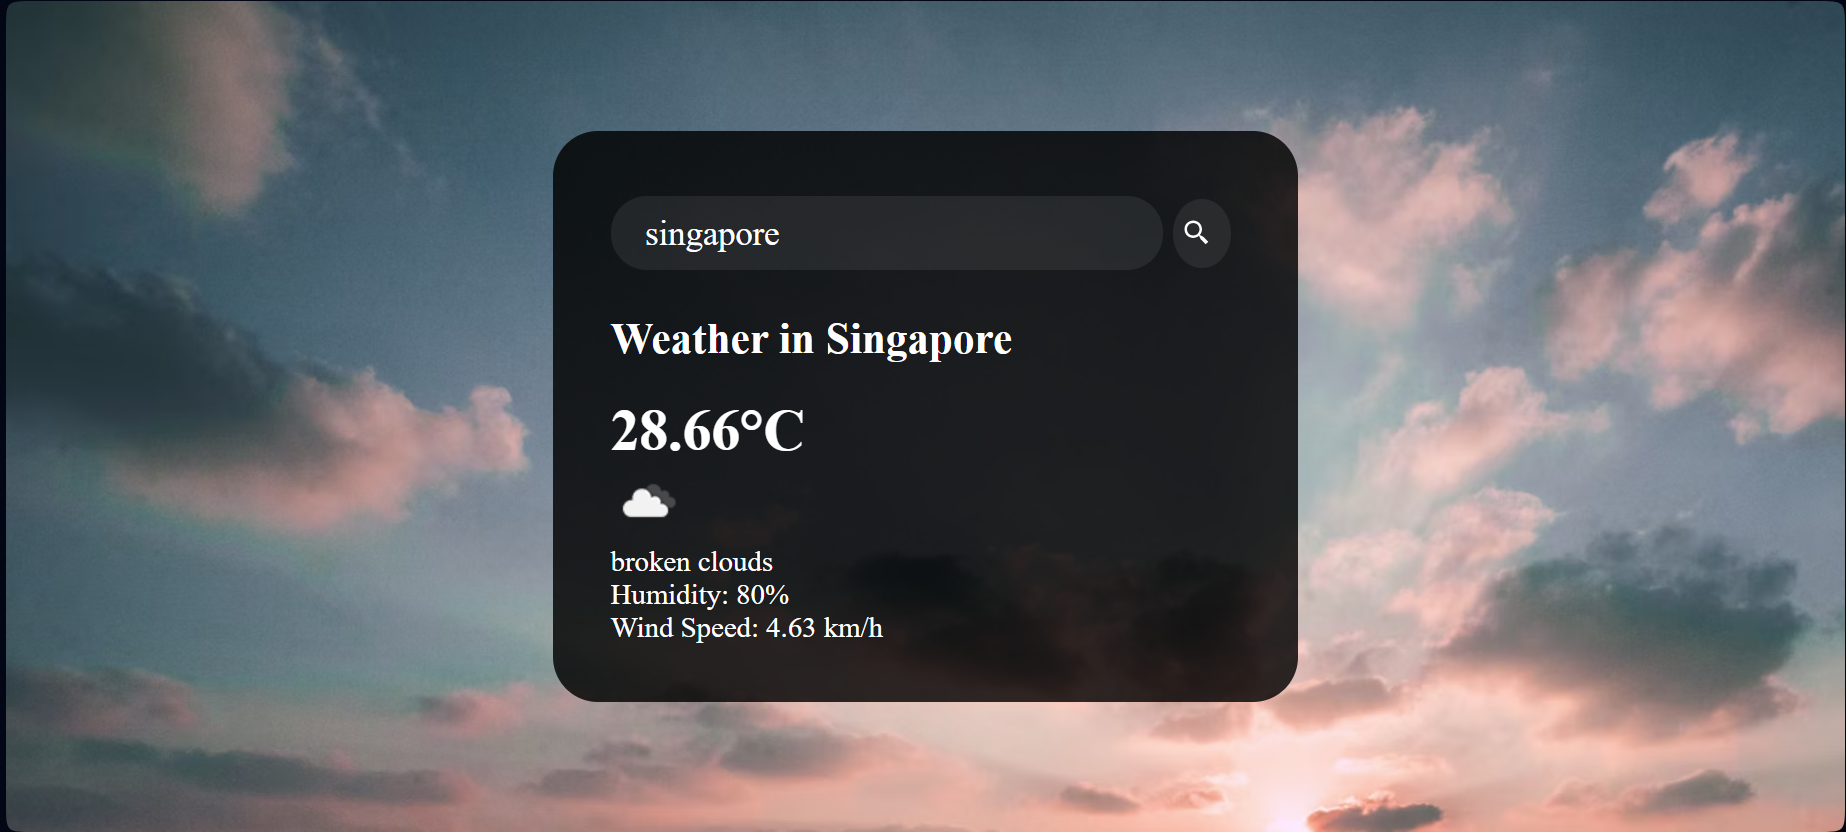 singapore
Weather in Singapore
28.66°C
broken clouds
Humidity: 80%
Wind Speed: 4.63 km/h